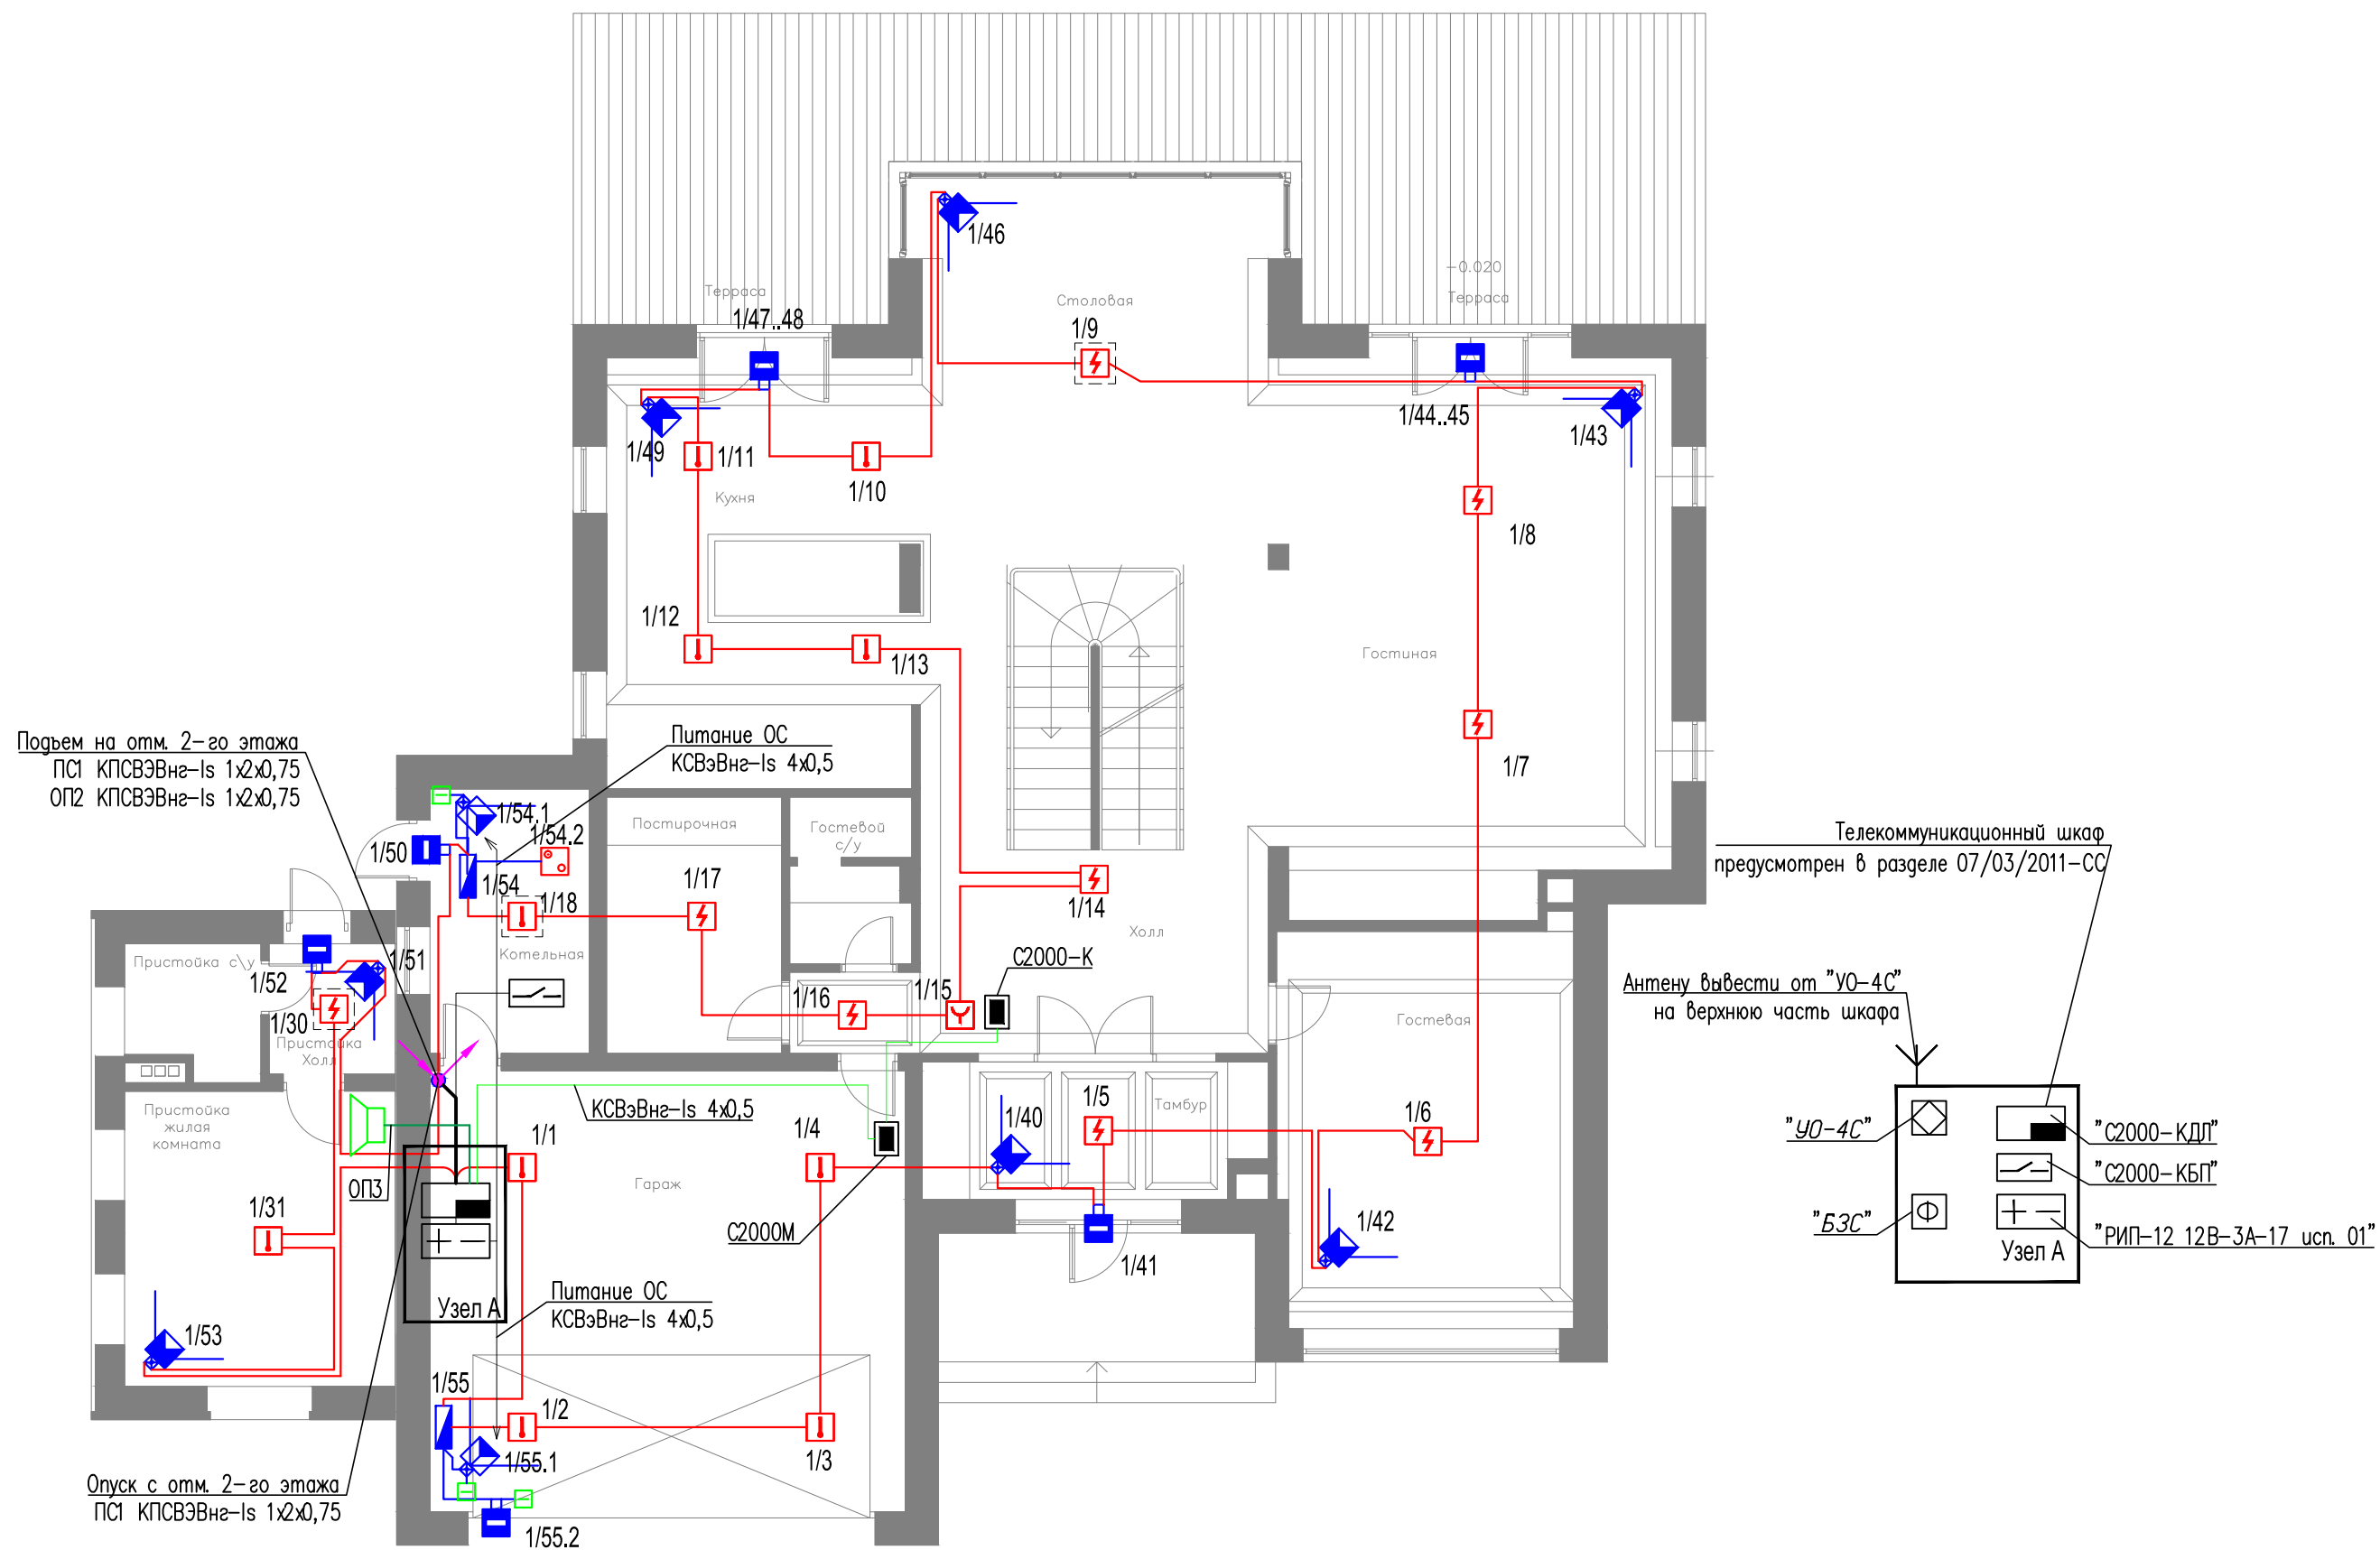 1/46
-0.020
Терраса
Терраса
Столовая
1/47..48
1/9
1/44..45
1/43
1/49
1/11
1/10
Кухня
1/8
1/12
1/13
Гостиная
1/7
Подъем на отм. 2-го этажа
ПС1 КПСВЭВнг-ls 1x2x0,75
ОП2 КПСВЭВнг-ls 1x2x0,75
Питание ОС
КСВэВнг-ls 4x0,5
1/54.1
1/54.2
1/50
1/54
1/18
Постирочная
Гостевой
с/у
1/17
1/14
Холл
Котельная
Телекоммуникационный шкаф
предусмотрен в разделе 07/03/2011-СС
Пристойка с\у
1/51
1/52
1/30
Пристойка
Холл
1/16
1/15
С2000-К
Гостевая
Антену вывести от "УО-4С"
на верхнюю часть шкафа
Пристойка
жилая
комната
КСВэВнг-ls 4x0,5
1/1
1/4
1/40
1/5
Тамбур
1/6
"УО-4С"
"С2000-КДЛ"
"С2000-КБП"
"БЗС"
"РИП-12 12В-3А-17 исп. 01"
Узел А
ОП3
1/31
Гараж
С2000М
1/41
1/42
Узел А
Питание ОС
КСВэВнг-ls 4x0,5
1/53
1/55
1/2
1/3
1/55.1
1/55.2
Опуск с отм. 2-го этажа
ПС1 КПСВЭВнг-ls 1x2x0,75